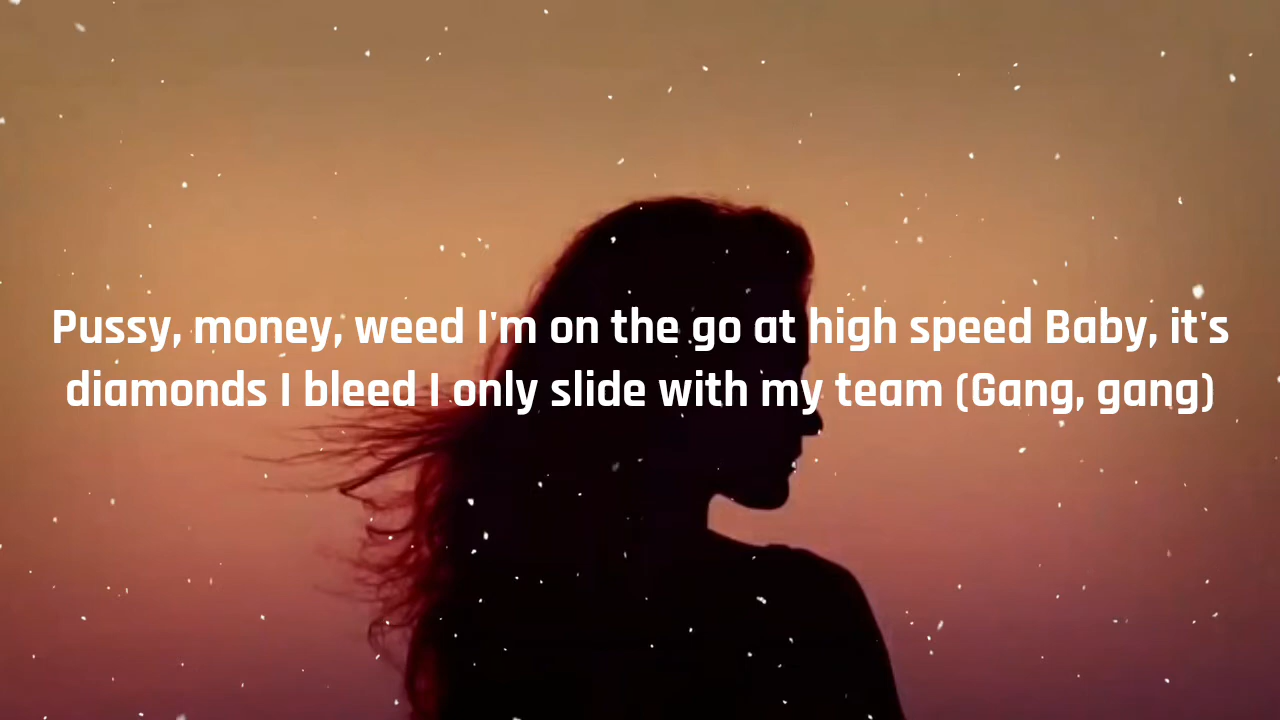 Pussy, money, weed I'm on the go at high speed Baby, it's
diamonds I bleed I only slide with my team (Gang, gang)